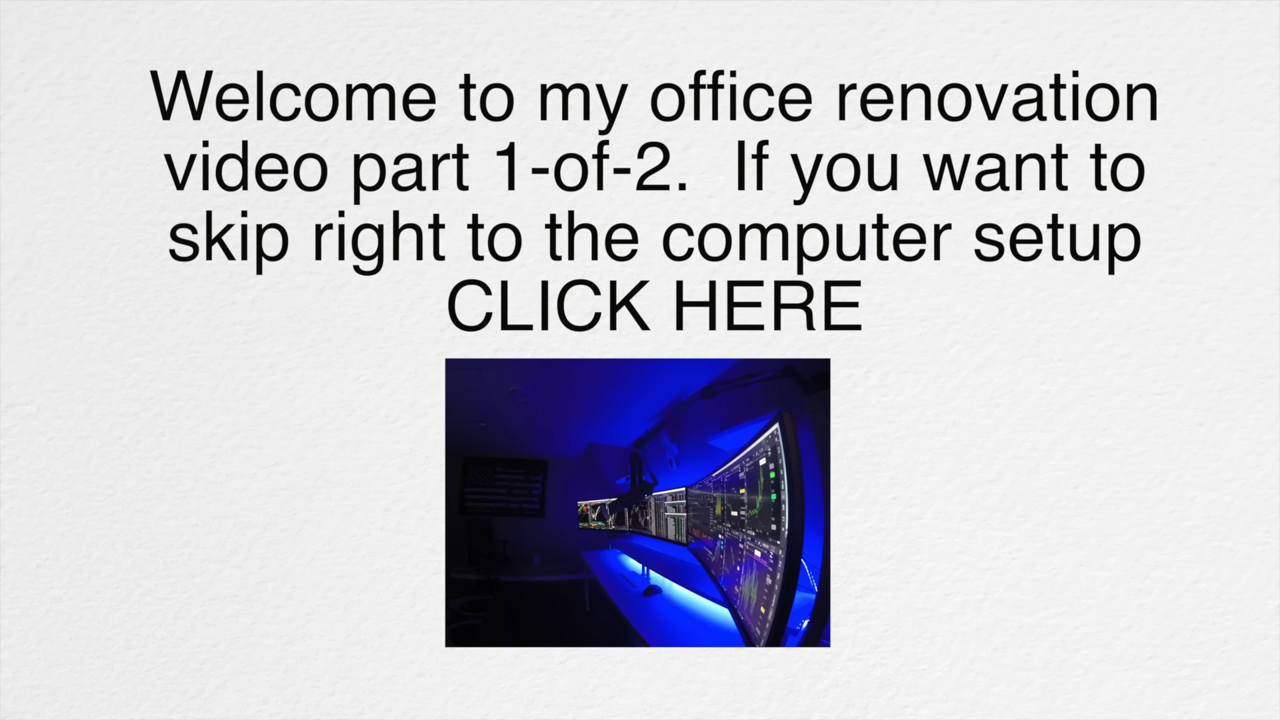 Welcome to my office renovation
video part 1-of-2.  If you want to
skip right to the computer setup
CLICK HERE